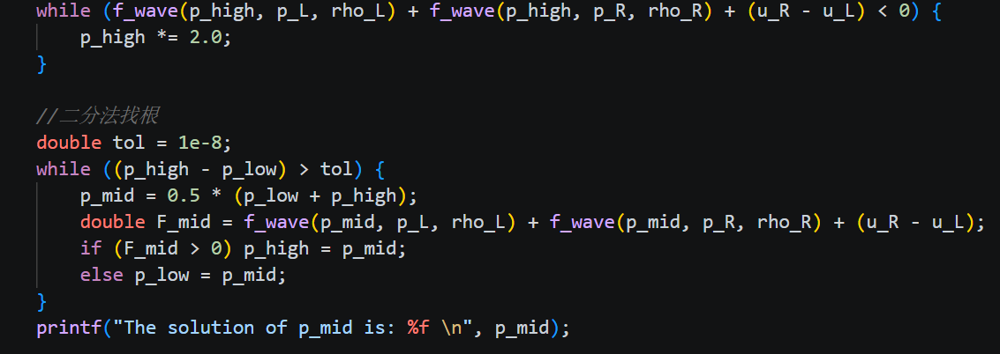 while (f_wave(p_high, p_L, rho_L) + f_wave(p_high, p_R, rho_R) + (u_R - u_L) < 0) {
    p_high *= 2.0;
}
//二分法找根
double tol = 1e-8;
while ((p_high - p_low) > tol) {
    p_mid = 0.5 * (p_low + p_high);
    double F_mid = f_wave(p_mid, p_L, rho_L) + f_wave(p_mid, p_R, rho_R) + (u_R - u_L);
    if (F_mid > 0) p_high = p_mid;
    else p_low = p_mid;
}
printf("The solution of p_mid is: %f \n", p_mid);